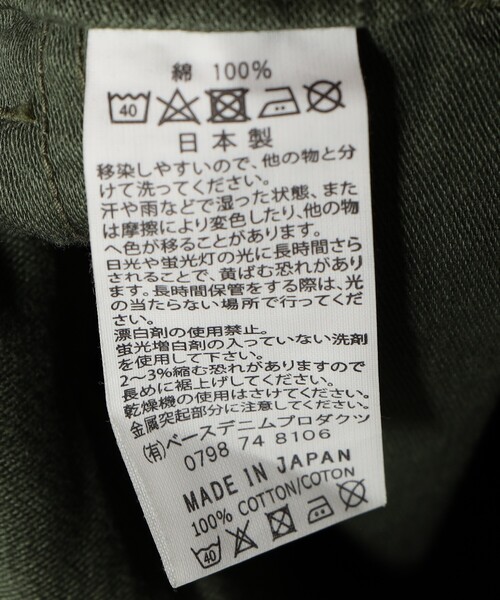 綿 100%
40
日本製
移染しやすいので、他の物と分
けて洗ってください。
汗や雨などで湿った状態、また
は摩擦により変色したり、他の物
へ色が移ることがあります。
日光や蛍光灯の光に長時間さら
されることで、黄ばむ恐れがあり
ます。長時間保管をする際は、光
の当たらない場所で行ってくだ
さい。
漂白剤の使用禁止。
蛍光増白剤の入っていない洗剤
を使用して下さい。
2～3%縮む恐れがありますので
長めに裾上げしてください。
乾燥機の使用はさけてください。
金属突起部分に注意してください。
(有)ベースデニムプロダクツ
0798 74 8106
MADE IN JAPAN
100% COTTON/COTON
40